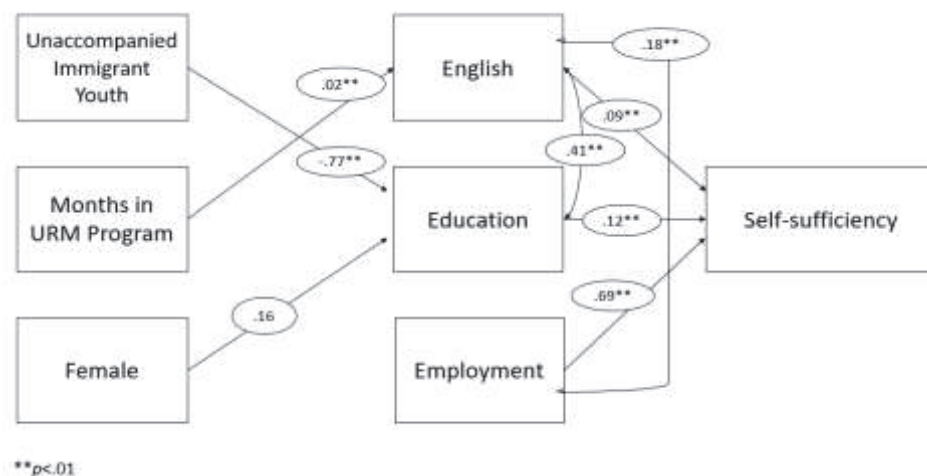 Unaccompanied
Immigrant
Youth
English
.18**
.02**
.09**
.41**
-.77**
Months in
URM Program
Education
.12**
Self-sufficiency
.69**
.16
Female
Employment
**p<.01